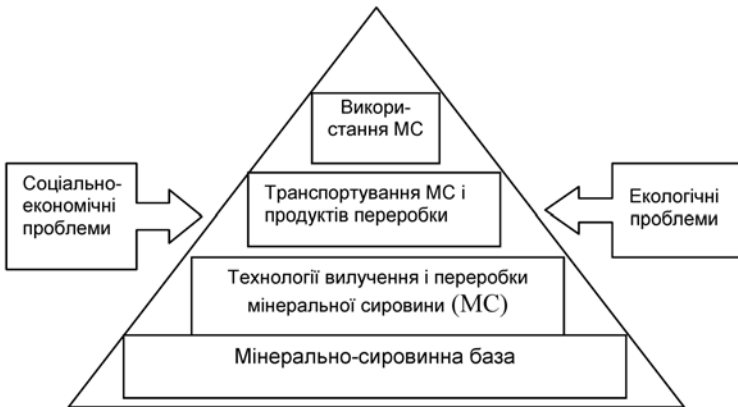 Викори-
стання МС
Соціально-
економічні
проблеми
Транспортування МС і
продуктів переробки
Екологічні
проблеми
Технології вилучення і переробки
мінеральної сировини (МС)
Мінерально-сировинна база